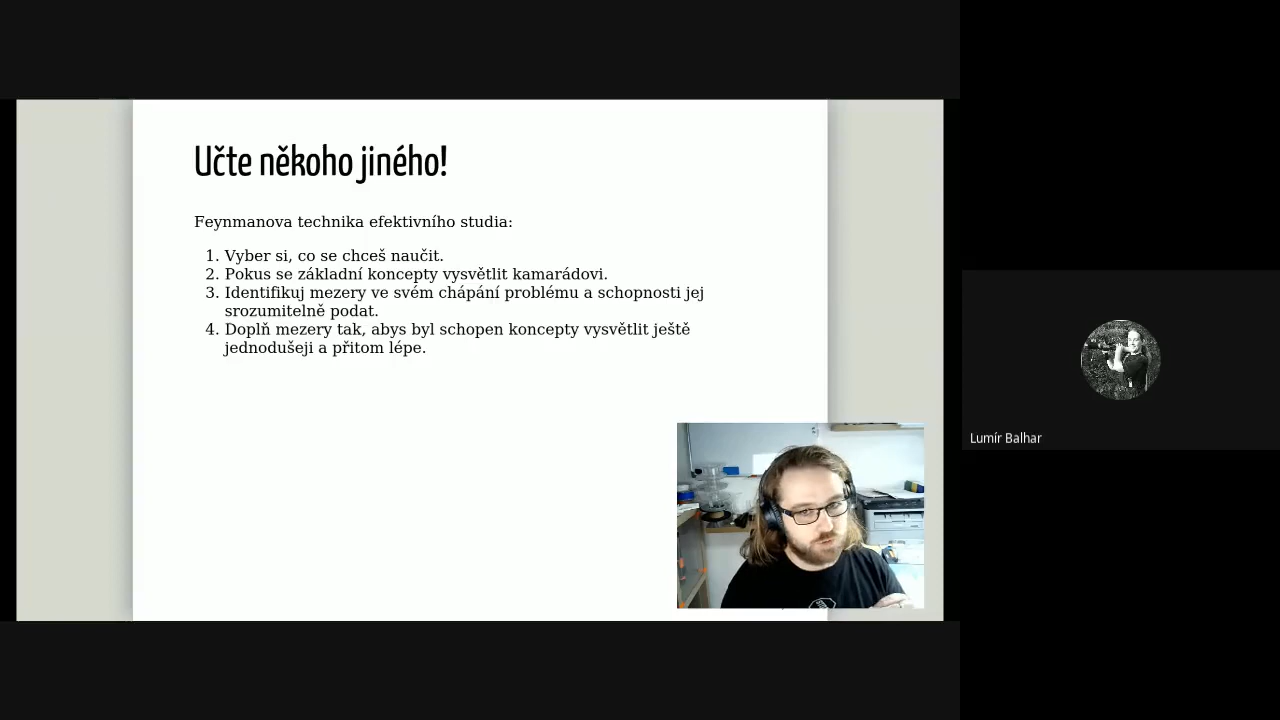 Učte někoho jiného!
Feynmanova technika efektivního studia:
1. Vyber si, co se chceš naučit.
2. Pokus se základní koncepty vysvětlit kamarádovi.
3. Identifikuj mezery ve svém chápání problému a schopnosti jej
srozumitelně podat.
4. Doplň mezery tak, abys byl schopen koncepty vysvětlit ještě
jednodušeji a přitom lépe.
Lumír Balhar